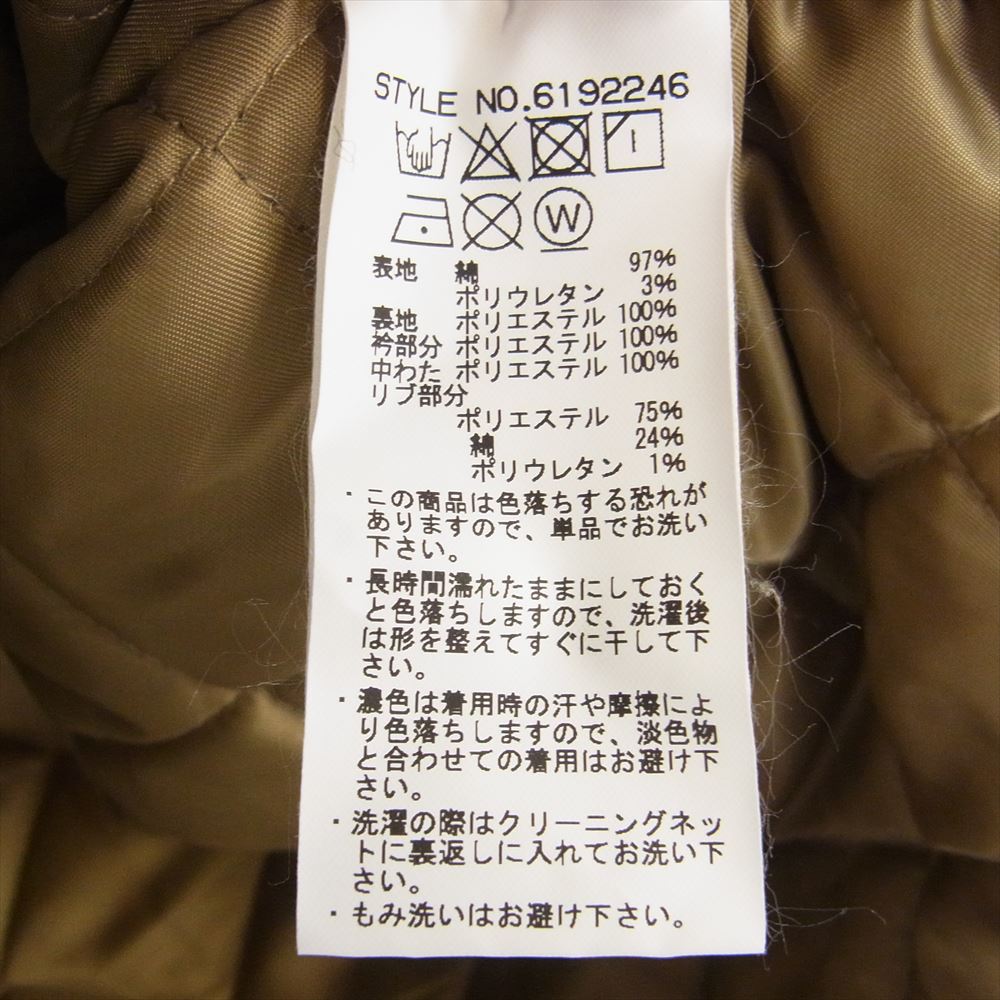 STYLE NO.6192246
W
表地 綿 97%
ポリウレタン 3%
裏地 ポリエステル 100%
衿部分 ポリエステル 100%
中わた ポリエステル 100%
リブ部分
ポリエステル 75%
綿 24%
ポリウレタン 1%
・この商品は色落ちする恐れが
ありますので、単品でお洗い
下さい。
・長時間濡れたままにしておく
と色落ちしますので、洗濯後
は形を整えてすぐに干して下
さい。
・濃色は着用時の汗や摩擦によ
り色落ちしますので、淡色物
と合わせての着用はお避け下
さい。
・洗濯の際はクリーニングネッ
トに裏返しに入れてお洗い下
さい。
・もみ洗いはお避け下さい。